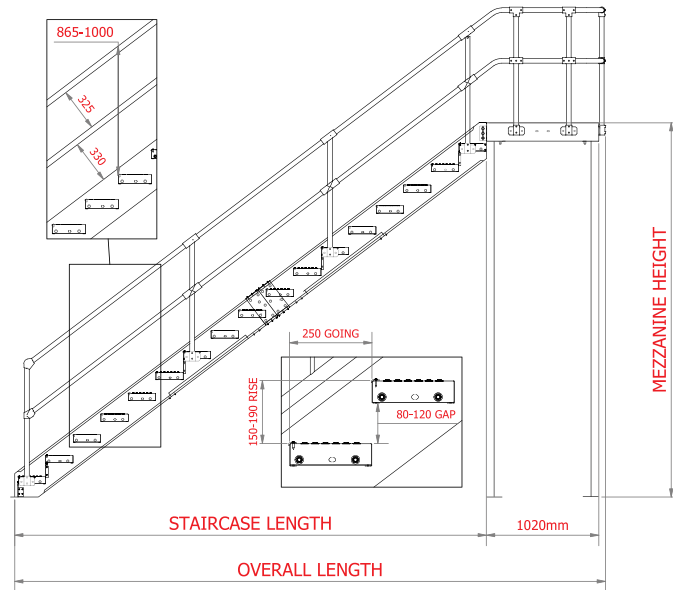 865-1000
325
330
250 GOING
150-190 RISE
80-120 GAP
MEZZANINE HEIGHT
STAIRCASE LENGTH
1020mm
OVERALL LENGTH